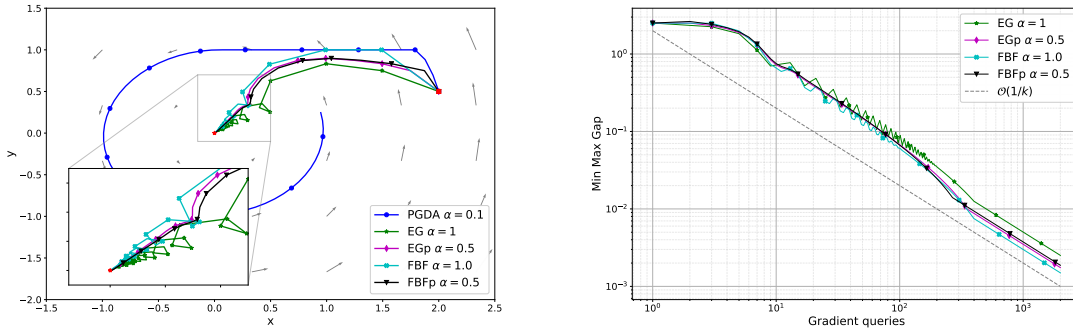 2.0
1.5
1.0
0.5
0.0
−0.5
−1.0
−1.5
−2.0
y
−1.5
−1.0
−0.5
0.0
0.5
1.0
1.5
2.0
2.5
x
PGDA α = 0.1
EG α = 1
EGp α = 0.5
FBF α = 1.0
FBFp α = 0.5
Min Max Gap
10⁰
10⁻¹
10⁻²
10⁻³
10⁰
10¹
10²
10³
Gradient queries
EG α = 1
EGp α = 0.5
FBF α = 1.0
FBFp α = 0.5
𝒪(1/k)